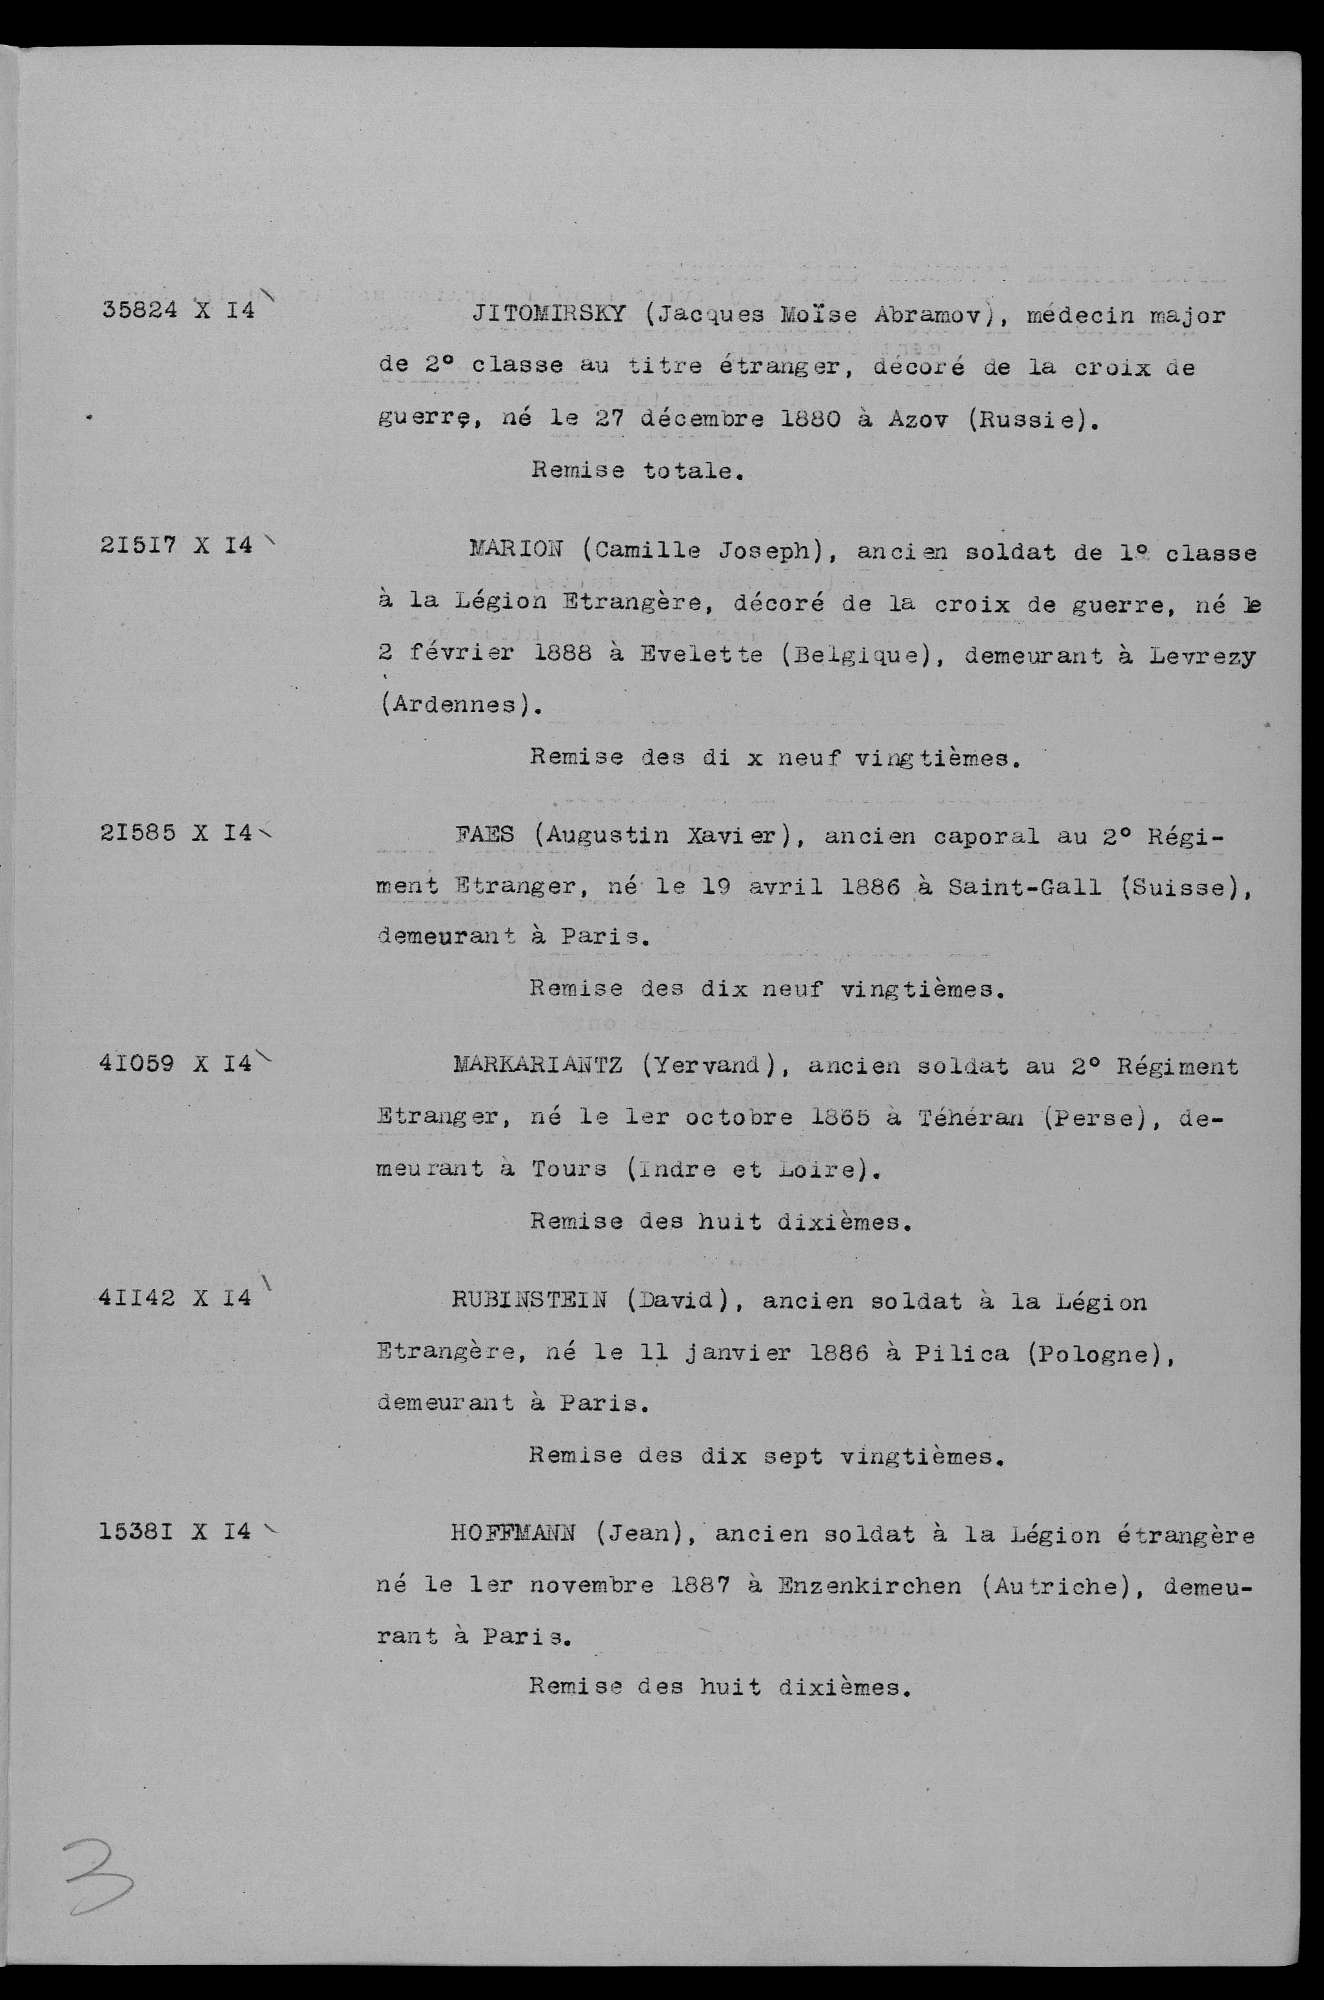 35824 X I4 JITOMIRSKY (Jacques Moïse Abramov), médecin major
de 2° classe au titre étranger, décoré de la croix de
guerre, né le 27 décembre 1880 à Azov (Russie).
Remise totale.
2I5I7 X I4 MARION (Camille Joseph), ancien soldat de 1° classe
à la Légion Etrangère, décoré de la croix de guerre, né le
2 février 1888 à Evelette (Belgique), demeurant à Levrezy
(Ardennes).
Remise des di x neuf vingtièmes.
2I585 X I4 FAES (Augustin Xavier), ancien caporal au 2° Régi-
ment Etranger, né le 19 avril 1886 à Saint-Gall (Suisse),
demeurant à Paris.
Remise des dix neuf vingtièmes.
4I059 X I4 MARKARIANTZ (Yervand), ancien soldat au 2° Régiment
Etranger, né le 1er octobre 1865 à Téhéran (Perse), de-
meurant à Tours (Indre et Loire).
Remise des huit dixièmes.
4II42 X I4 RUBINSTEIN (David), ancien soldat à la Légion
Etrangère, né le 11 janvier 1886 à Pilica (Pologne),
demeurant à Paris.
Remise des dix sept vingtièmes.
1538I X I4 HOFFMANN (Jean), ancien soldat à la Légion étrangère
né le 1er novembre 1887 à Enzenkirchen (Autriche), demeu-
rant à Paris.
Remise des huit dixièmes.
3